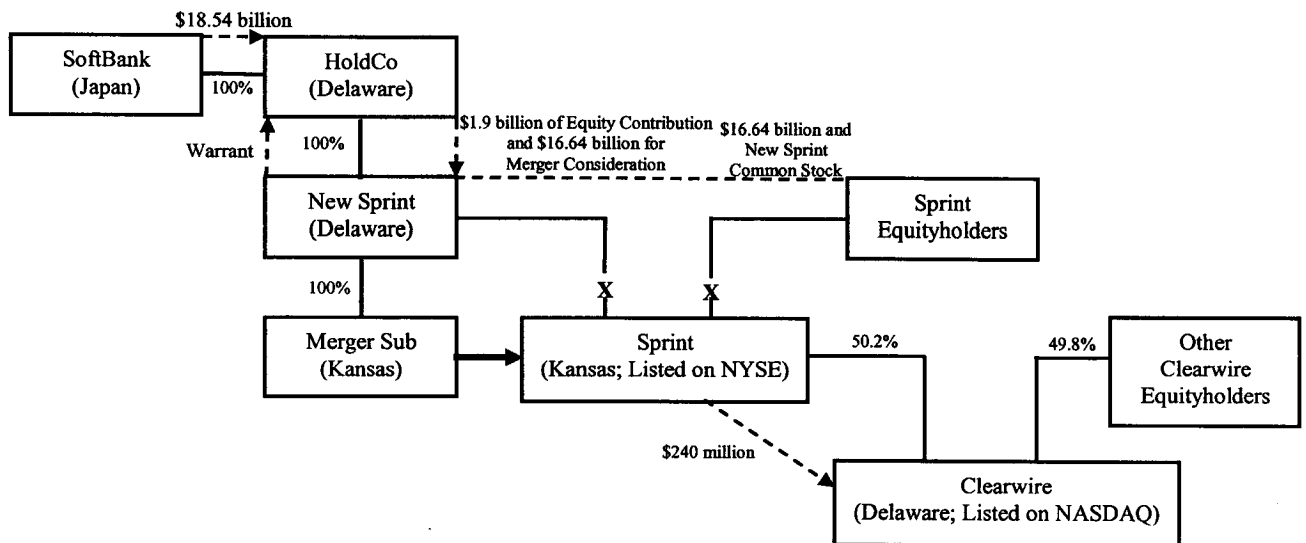 $18.54 billion
SoftBank
(Japan)
100%
HoldCo
(Delaware)
Warrant
100%
$1.9 billion of Equity Contribution
and $16.64 billion for
Merger Consideration
$16.64 billion and
New Sprint
Common Stock
New Sprint
(Delaware)
Sprint
Equityholders
100%
X
X
Merger Sub
(Kansas)
Sprint
(Kansas; Listed on NYSE)
50.2%
49.8%
Other
Clearwire
Equityholders
$240 million
Clearwire
(Delaware; Listed on NASDAQ)